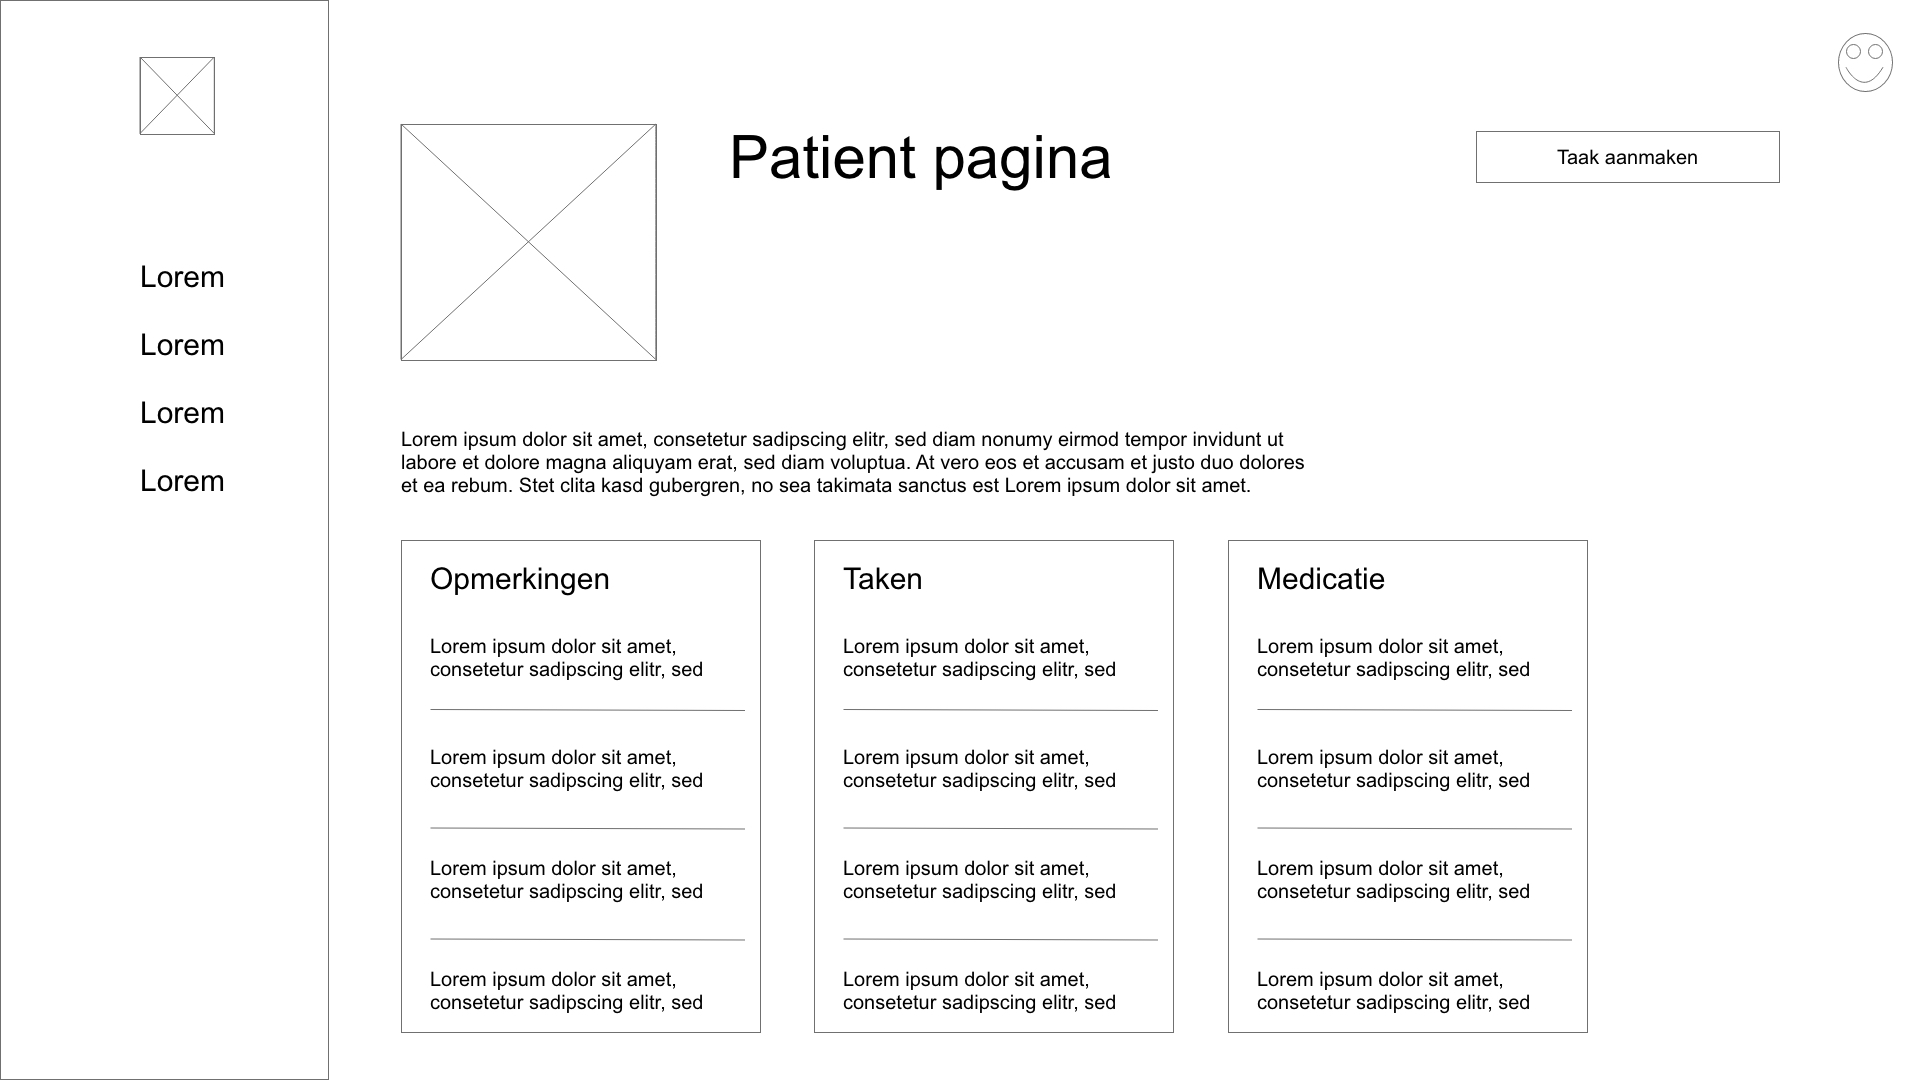 Lorem
Lorem
Lorem
Lorem
Patient pagina
Taak aanmaken
Lorem ipsum dolor sit amet, consetetur sadipscing elitr, sed diam nonumy eirmod tempor invidunt ut
labore et dolore magna aliquyam erat, sed diam voluptua. At vero eos et accusam et justo duo dolores
et ea rebum. Stet clita kasd gubergren, no sea takimata sanctus est Lorem ipsum dolor sit amet.
Opmerkingen
Lorem ipsum dolor sit amet,
consetetur sadipscing elitr, sed
Lorem ipsum dolor sit amet,
consetetur sadipscing elitr, sed
Lorem ipsum dolor sit amet,
consetetur sadipscing elitr, sed
Lorem ipsum dolor sit amet,
consetetur sadipscing elitr, sed
Taken
Lorem ipsum dolor sit amet,
consetetur sadipscing elitr, sed
Lorem ipsum dolor sit amet,
consetetur sadipscing elitr, sed
Lorem ipsum dolor sit amet,
consetetur sadipscing elitr, sed
Lorem ipsum dolor sit amet,
consetetur sadipscing elitr, sed
Medicatie
Lorem ipsum dolor sit amet,
consetetur sadipscing elitr, sed
Lorem ipsum dolor sit amet,
consetetur sadipscing elitr, sed
Lorem ipsum dolor sit amet,
consetetur sadipscing elitr, sed
Lorem ipsum dolor sit amet,
consetetur sadipscing elitr, sed